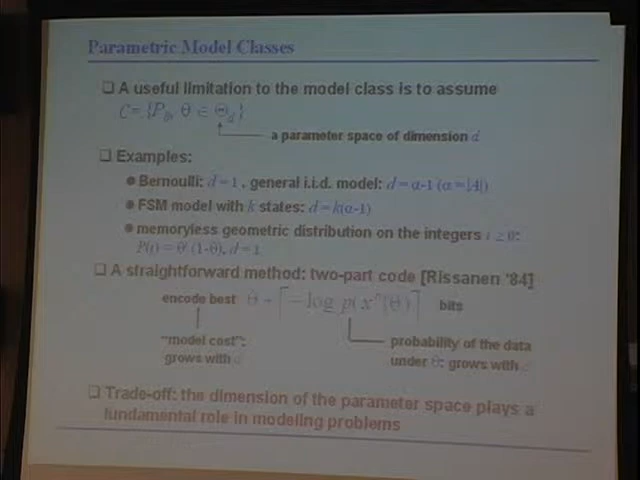 Parametric Model Classes
❑ A useful limitation to the model class is to assume
C = {P_θ, θ ∈ Θ_d}
a parameter space of dimension d
❑ Examples:
● Bernoulli: d = 1, general i.i.d. model: d = α-1 (α = |A|)
● FSM model with k states: d = k(α-1)
● memoryless geometric distribution on the integers i ≥ 0:
P(i) = θ^i (1-θ), d = 1
❑ A straightforward method: two-part code [Rissanen '84]
encode best θ + ⌈ – log p(x^n|θ) ⌉ bits
"model cost":
grows with d
probability of the data
under θ: grows with
❑ Trade-off: the dimension of the parameter space plays a
fundamental role in modeling problems